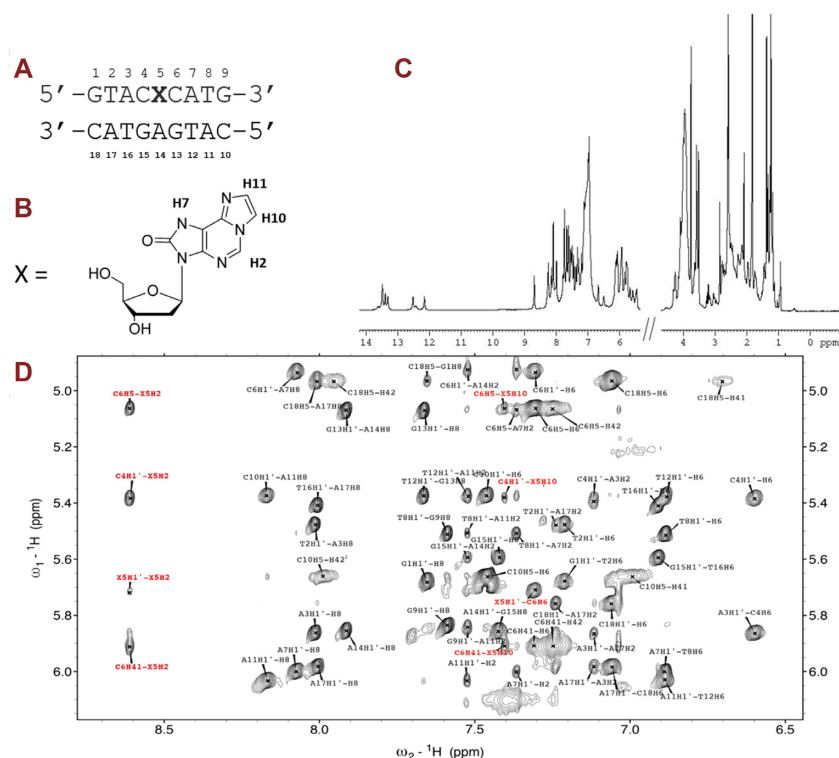 A
1 2 3 4 5 6 7 8 9
5′ –GTACXCATG–3′
3′ –CATGAGTAC–5′
18 17 16 15 14 13 12 11 10
B
X =
H11
H7
N
N
H10
O
N
N
N
H2
HO
O
OH
C
14 13 12 11 10 9 8 7 6 4 3 2 1 0 ppm
D
C6H1'-A7H8
C18H5-G1H8
C6H5-X5H2
C18H5-H42
C6H1'-A14H2
C6H1'-H6
C18H5-H6
C18H5-H41
C18H5-A17H8
C6H5-X5H10
G13H1'-A14H8
G13H1'-H8
C6H5-A7H2
C6H5-H6
C6H5-H42
C4H1'-X5H2
C10H1'-A11H8
T16H1'-A17H8
T12H1'-G13H8
T12H1'-A11H2
C10H1'-H6
C4H1'-X5H10
C4H1'-A3H2
T16H1'-H6
T12H1'-H6
C4H1'-H6
T2H1'-A3H8
T8H1'-G9H8
T8H1'-A11H2
G15H1'-H8
T8H1'-A7H2
T2H1'-A17H2
T2H1'-H6
T8H1'-H6
C10H5-H42
G15H1'-A14H2
C10H5-H6
G1H1'-T2H6
G15H1'-T16H6
G1H1'-H8
C10H5-H41
X5H1'-X5H2
X5H1'-C6H6
C18H1'-A17H2
C18H1'-H6
A3H1'-H8
G9H1'-H8
A14H1'-G15H8
C6H41-H6
C6H41-H42
A3H1'-C4H6
C6H41-X5H2
A14H1'-H8
G9H1'-A11H2
C6H41-X5H10
A3H1'-A17H2
A7H1'-H8
A7H1'-T8H6
A11H1'-H8
A17H1'-H8
A11H1'-H2
A7H1'-H2
A17H1'-A3H2
A17H1'-C18H6
A11H1'-T12H6
5.0
5.2
5.4
5.6
5.8
6.0
ω₁ - ¹H (ppm)
8.5 8.0 7.5 7.0 6.5
ω₂ - ¹H (ppm)